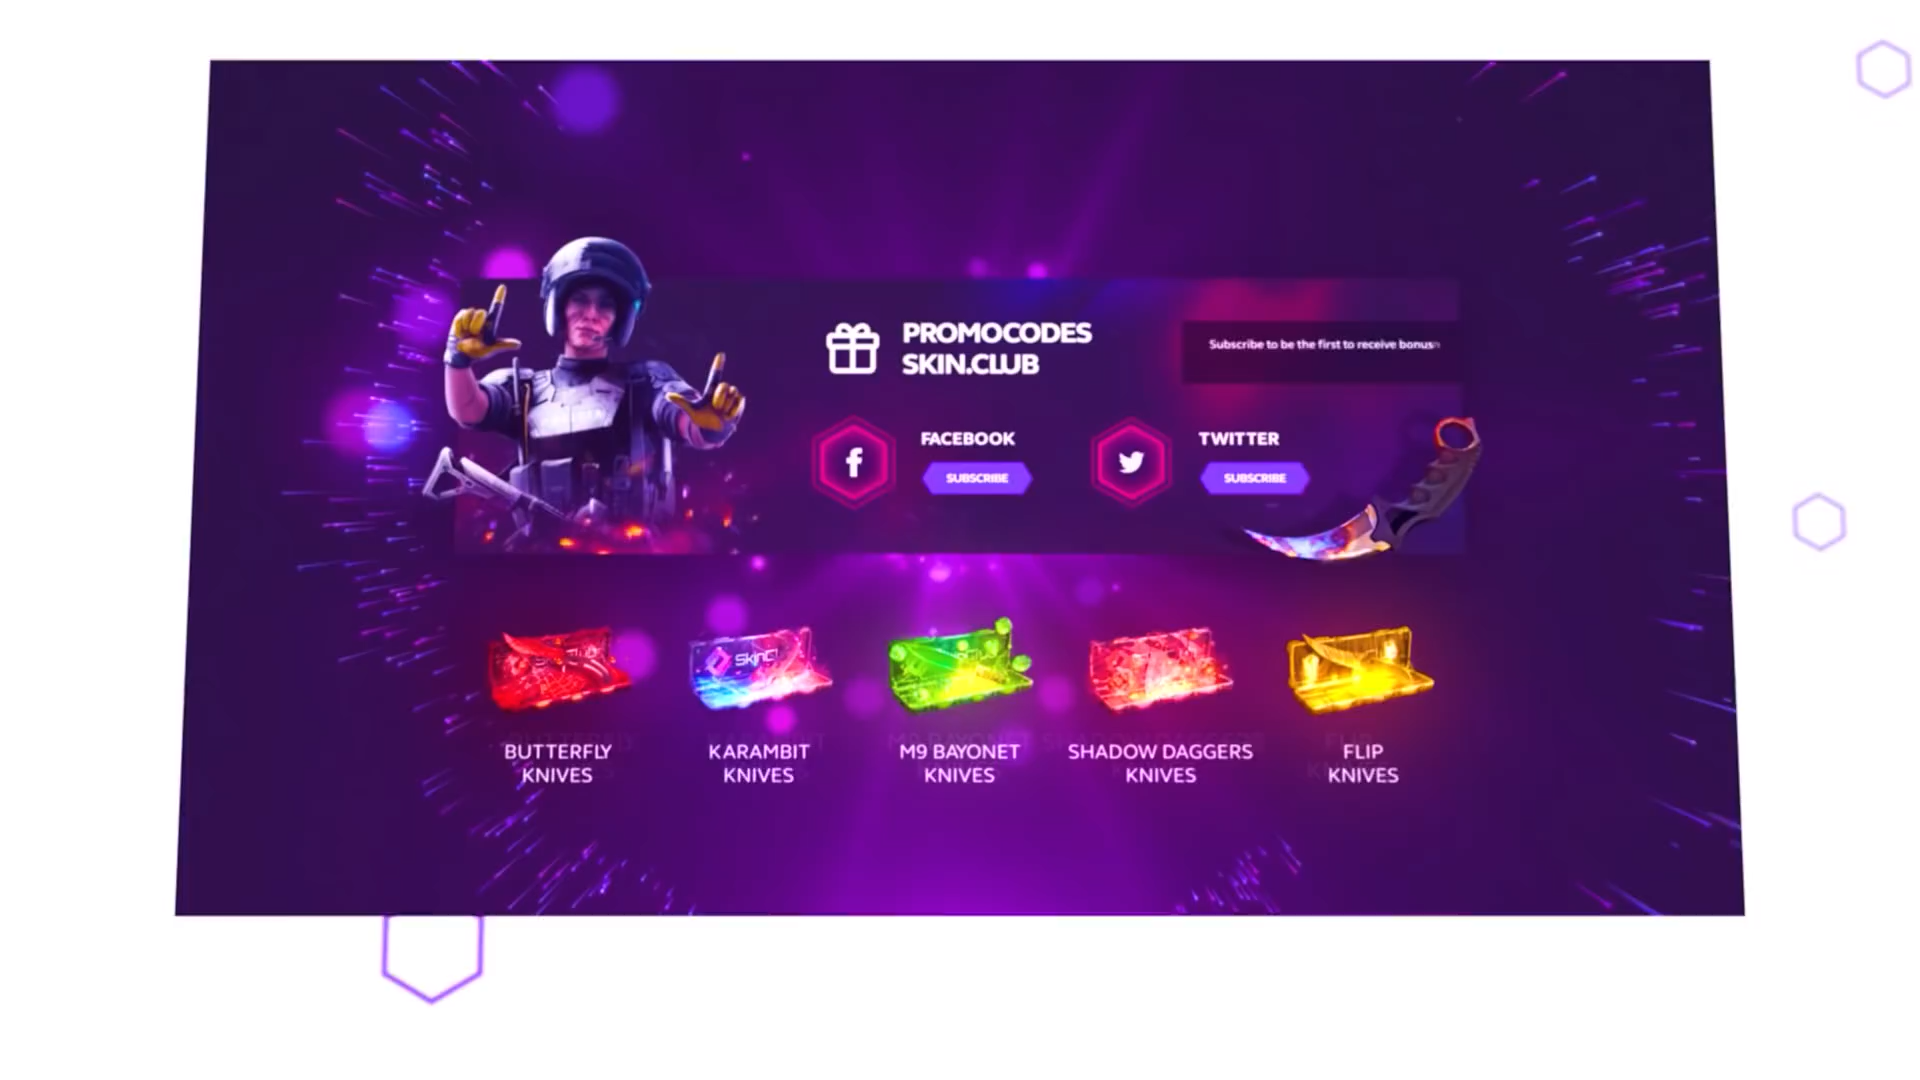 PROMOCODES
SKIN.CLUB
Subscribe to be the first to receive bonus
FACEBOOK
SUBSCRIBE
TWITTER
SUBSCRIBE
SkinCl
BUTTERFLY
KNIVES
KARAMBIT
KNIVES
M9 BAYONET
KNIVES
SHADOW DAGGERS
KNIVES
FLIP
KNIVES